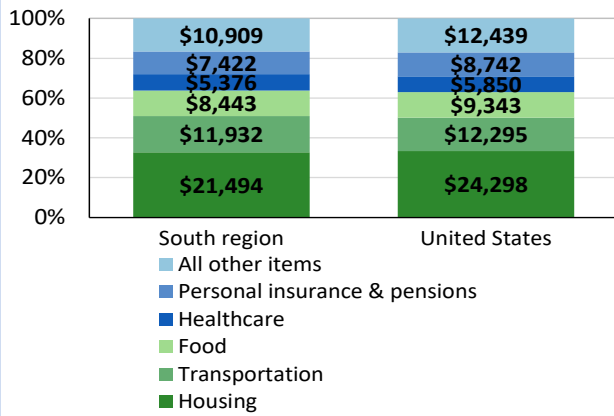 100%
80%
60%
40%
20%
0%
$10,909
$7,422
$5,376
$8,443
$11,932
$21,494
$12,439
$8,742
$5,850
$9,343
$12,295
$24,298
South region
United States
All other items
Personal insurance & pensions
Healthcare
Food
Transportation
Housing